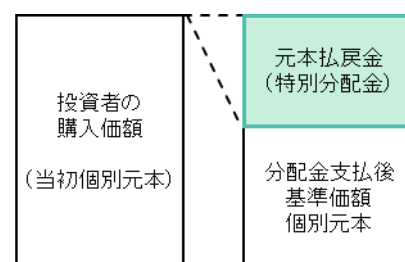 投資者の
購入価額
(当初個別元本)
元本払戻金
(特別分配金)
分配金支払後
基準価額
個別元本